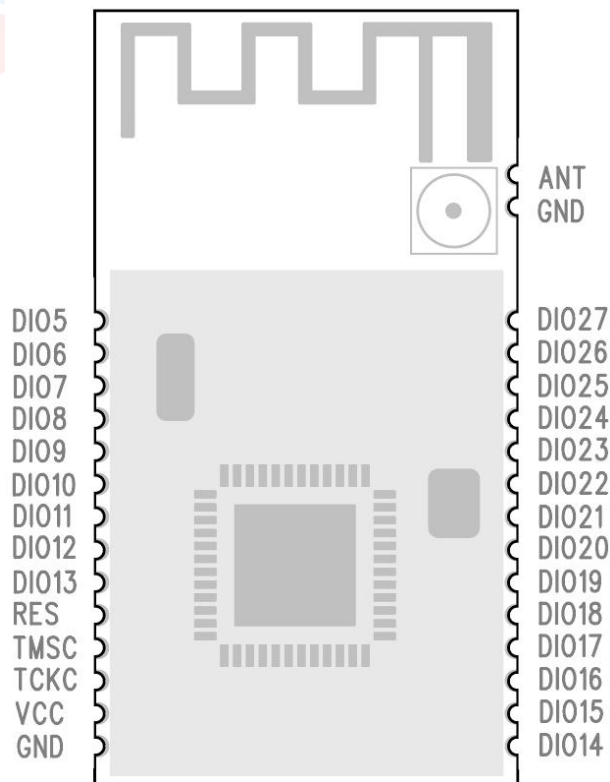 ANT
GND
DIO5
DIO6
DIO7
DIO8
DIO9
DIO10
DIO11
DIO12
DIO13
RES
TMSC
TCKC
VCC
GND
DIO27
DIO26
DIO25
DIO24
DIO23
DIO22
DIO21
DIO20
DIO19
DIO18
DIO17
DIO16
DIO15
DIO14